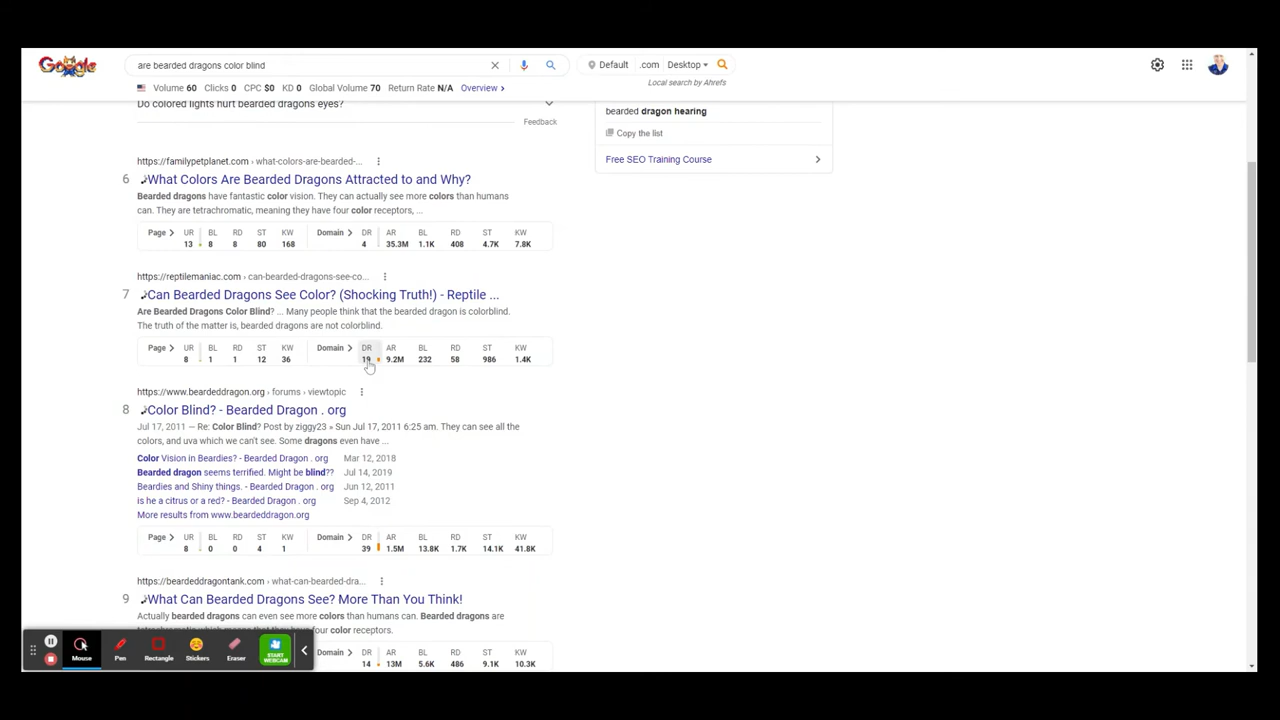 Google
are bearded dragons color blind
Default .com Desktop
Local search by Ahrefs
Volume 60 Clicks 0 CPC $0 KD 0 Global Volume 70 Return Rate N/A Overview
Do colored lights hurt bearded dragons eyes?
Feedback
bearded dragon hearing
Copy the list
Free SEO Training Course
https://familypetplanet.com › what-colors-are-bearded-...
6 What Colors Are Bearded Dragons Attracted to and Why?
Bearded dragons have fantastic color vision. They can actually see more colors than humans
can. They are tetrachromatic, meaning they have four color receptors, ...
Page UR BL RD ST KW Domain DR AR BL RD ST KW
13 8 8 80 168 4 35.3M 1.1K 408 4.7K 7.8K
https://reptilemaniac.com › can-bearded-dragons-see-co...
7 Can Bearded Dragons See Color? (Shocking Truth!) - Reptile ...
Are Bearded Dragons Color Blind? ... Many people think that the bearded dragon is colorblind.
The truth of the matter is, bearded dragons are not colorblind.
Page UR BL RD ST KW Domain DR AR BL RD ST KW
8 1 1 12 36 19 9.2M 232 58 986 1.4K
https://www.beardeddragon.org › forums › viewtopic
8 Color Blind? - Bearded Dragon . org
Jul 17, 2011 — Re: Color Blind? Post by ziggy23 » Sun Jul 17, 2011 6:25 am. They can see all the
colors, and uva which we can't see. Some dragons even have ...
Color Vision in Beardies? - Bearded Dragon . org Mar 12, 2018
Bearded dragon seems terrified. Might be blind?? Jul 14, 2019
Beardies and Shiny things. - Bearded Dragon . org Jun 12, 2011
is he a citrus or a red? - Bearded Dragon . org Sep 4, 2012
More results from www.beardeddragon.org
Page UR BL RD ST KW Domain DR AR BL RD ST KW
8 0 0 4 1 39 1.5M 13.8K 1.7K 14.1K 41.8K
https://beardeddragontank.com › what-can-bearded-dra...
9 What Can Bearded Dragons See? More Than You Think!
Actually bearded dragons can even see more colors than humans can. Bearded dragons are
four color receptors.
Domain DR AR BL RD ST KW
14 13M 5.6K 486 9.1K 10.3K
Mouse Pen Rectangle Stickers Eraser START WEBCAM